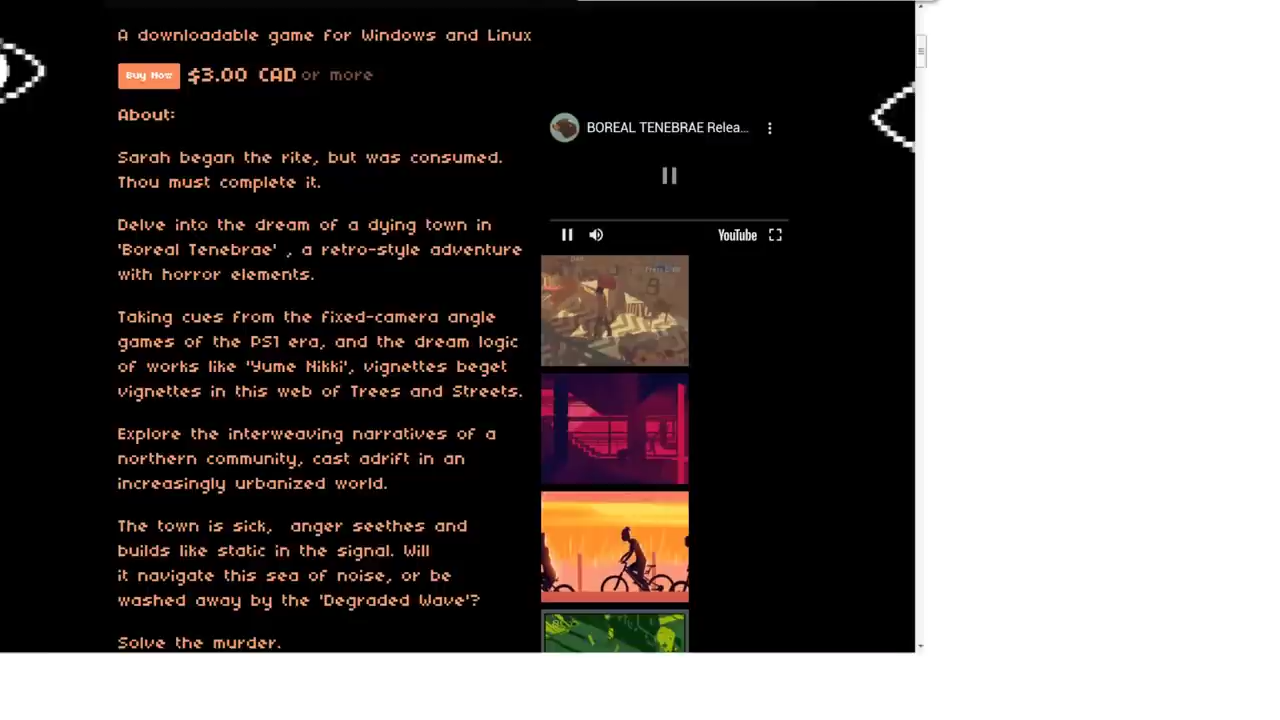 A downloadable game for Windows and Linux
Buy Now $3.00 CAD or more
About:
Sarah began the rite, but was consumed.
Thou must complete it.
Delve into the dream of a dying town in
'Boreal Tenebrae' , a retro-style adventure
with horror elements.
Taking cues from the fixed-camera angle
games of the PS1 era, and the dream logic
of works like 'Yume Nikki', vignettes beget
vignettes in this web of Trees and Streets.
Explore the interweaving narratives of a
northern community, cast adrift in an
increasingly urbanized world.
The town is sick,  anger seethes and
builds like static in the signal. Will
it navigate this sea of noise, or be
washed away by the 'Degraded Wave'?
Solve the murder.
BOREAL TENEBRAE Relea...
YouTube